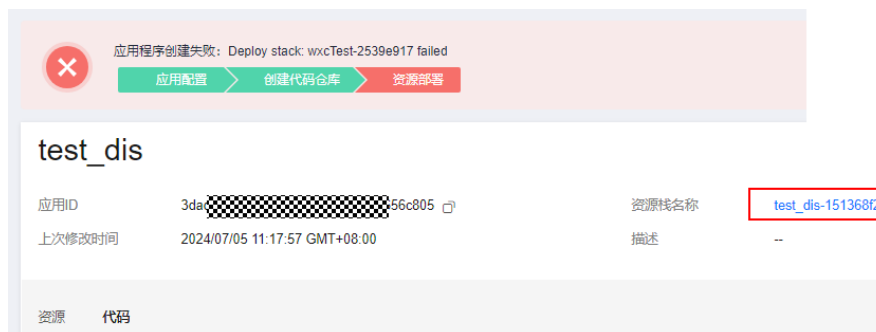 应用程序创建失败：Deploy stack: wxcTest-2539e917 failed
应用配置 创建代码仓库 资源部署
test_dis
应用ID 3da 56c805 资源栈名称 test_dis-151368f2
上次修改时间 2024/07/05 11:17:57 GMT+08:00 描述 --
资源 代码